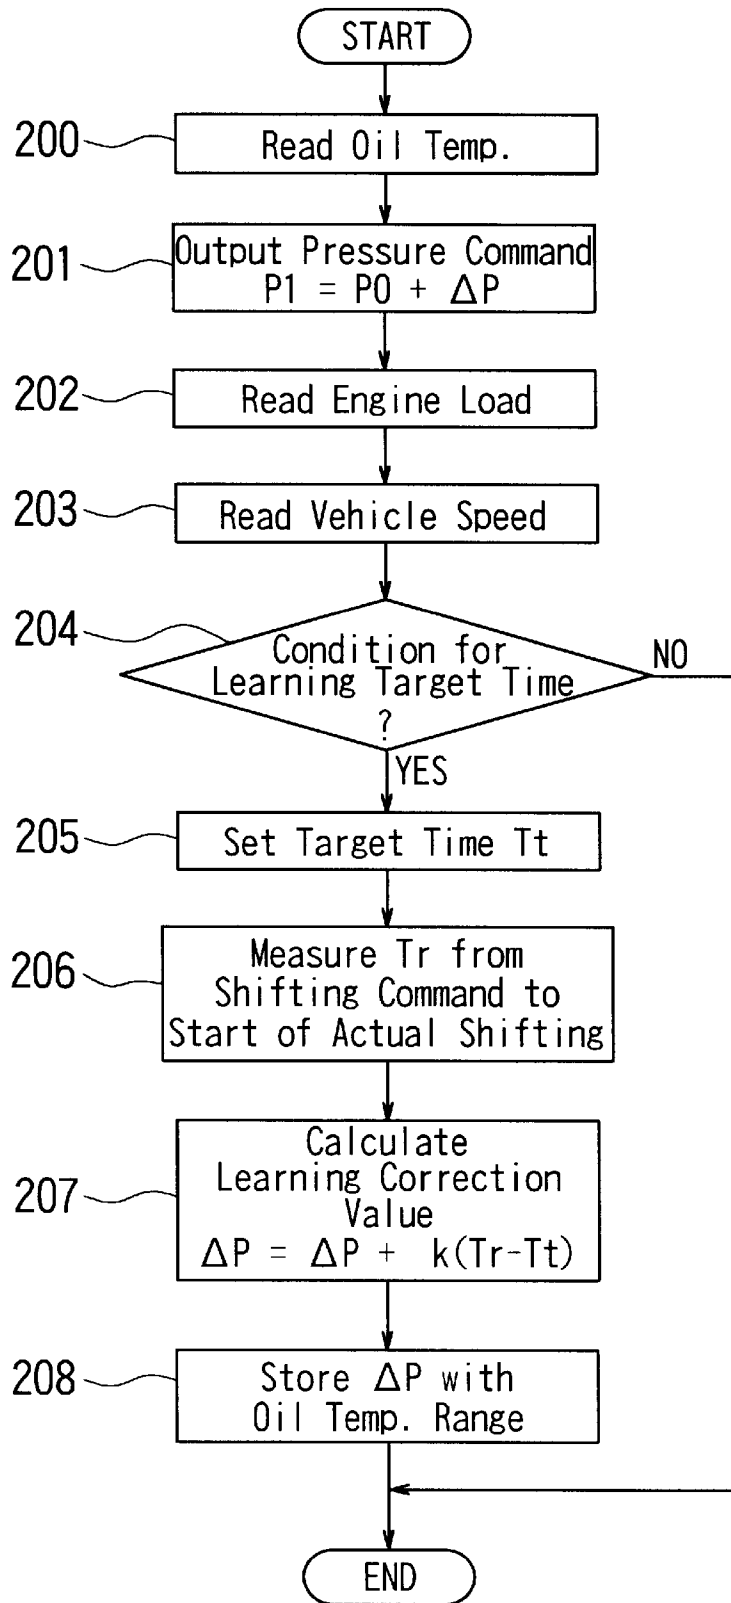 START
200
Read Oil Temp.
201
Output Pressure Command
P1 = P0 + ΔP
202
Read Engine Load
203
Read Vehicle Speed
204
Condition for
Learning Target Time
?
NO
YES
205
Set Target Time Tt
206
Measure Tr from
Shifting Command to
Start of Actual Shifting
207
Calculate
Learning Correction
Value
ΔP = ΔP + k(Tr-Tt)
208
Store ΔP with
Oil Temp. Range
END